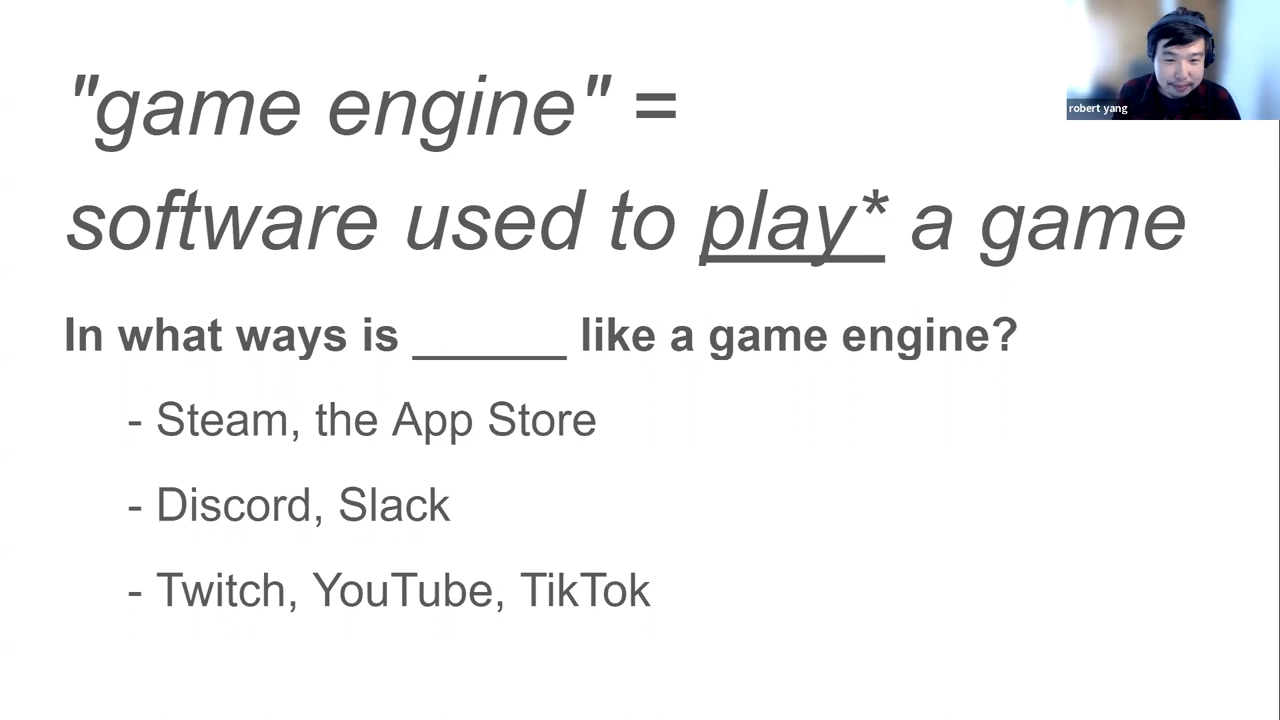 "game engine" =
software used to play* a game
In what ways is ______ like a game engine?
- Steam, the App Store
- Discord, Slack
- Twitch, YouTube, TikTok
robert yang